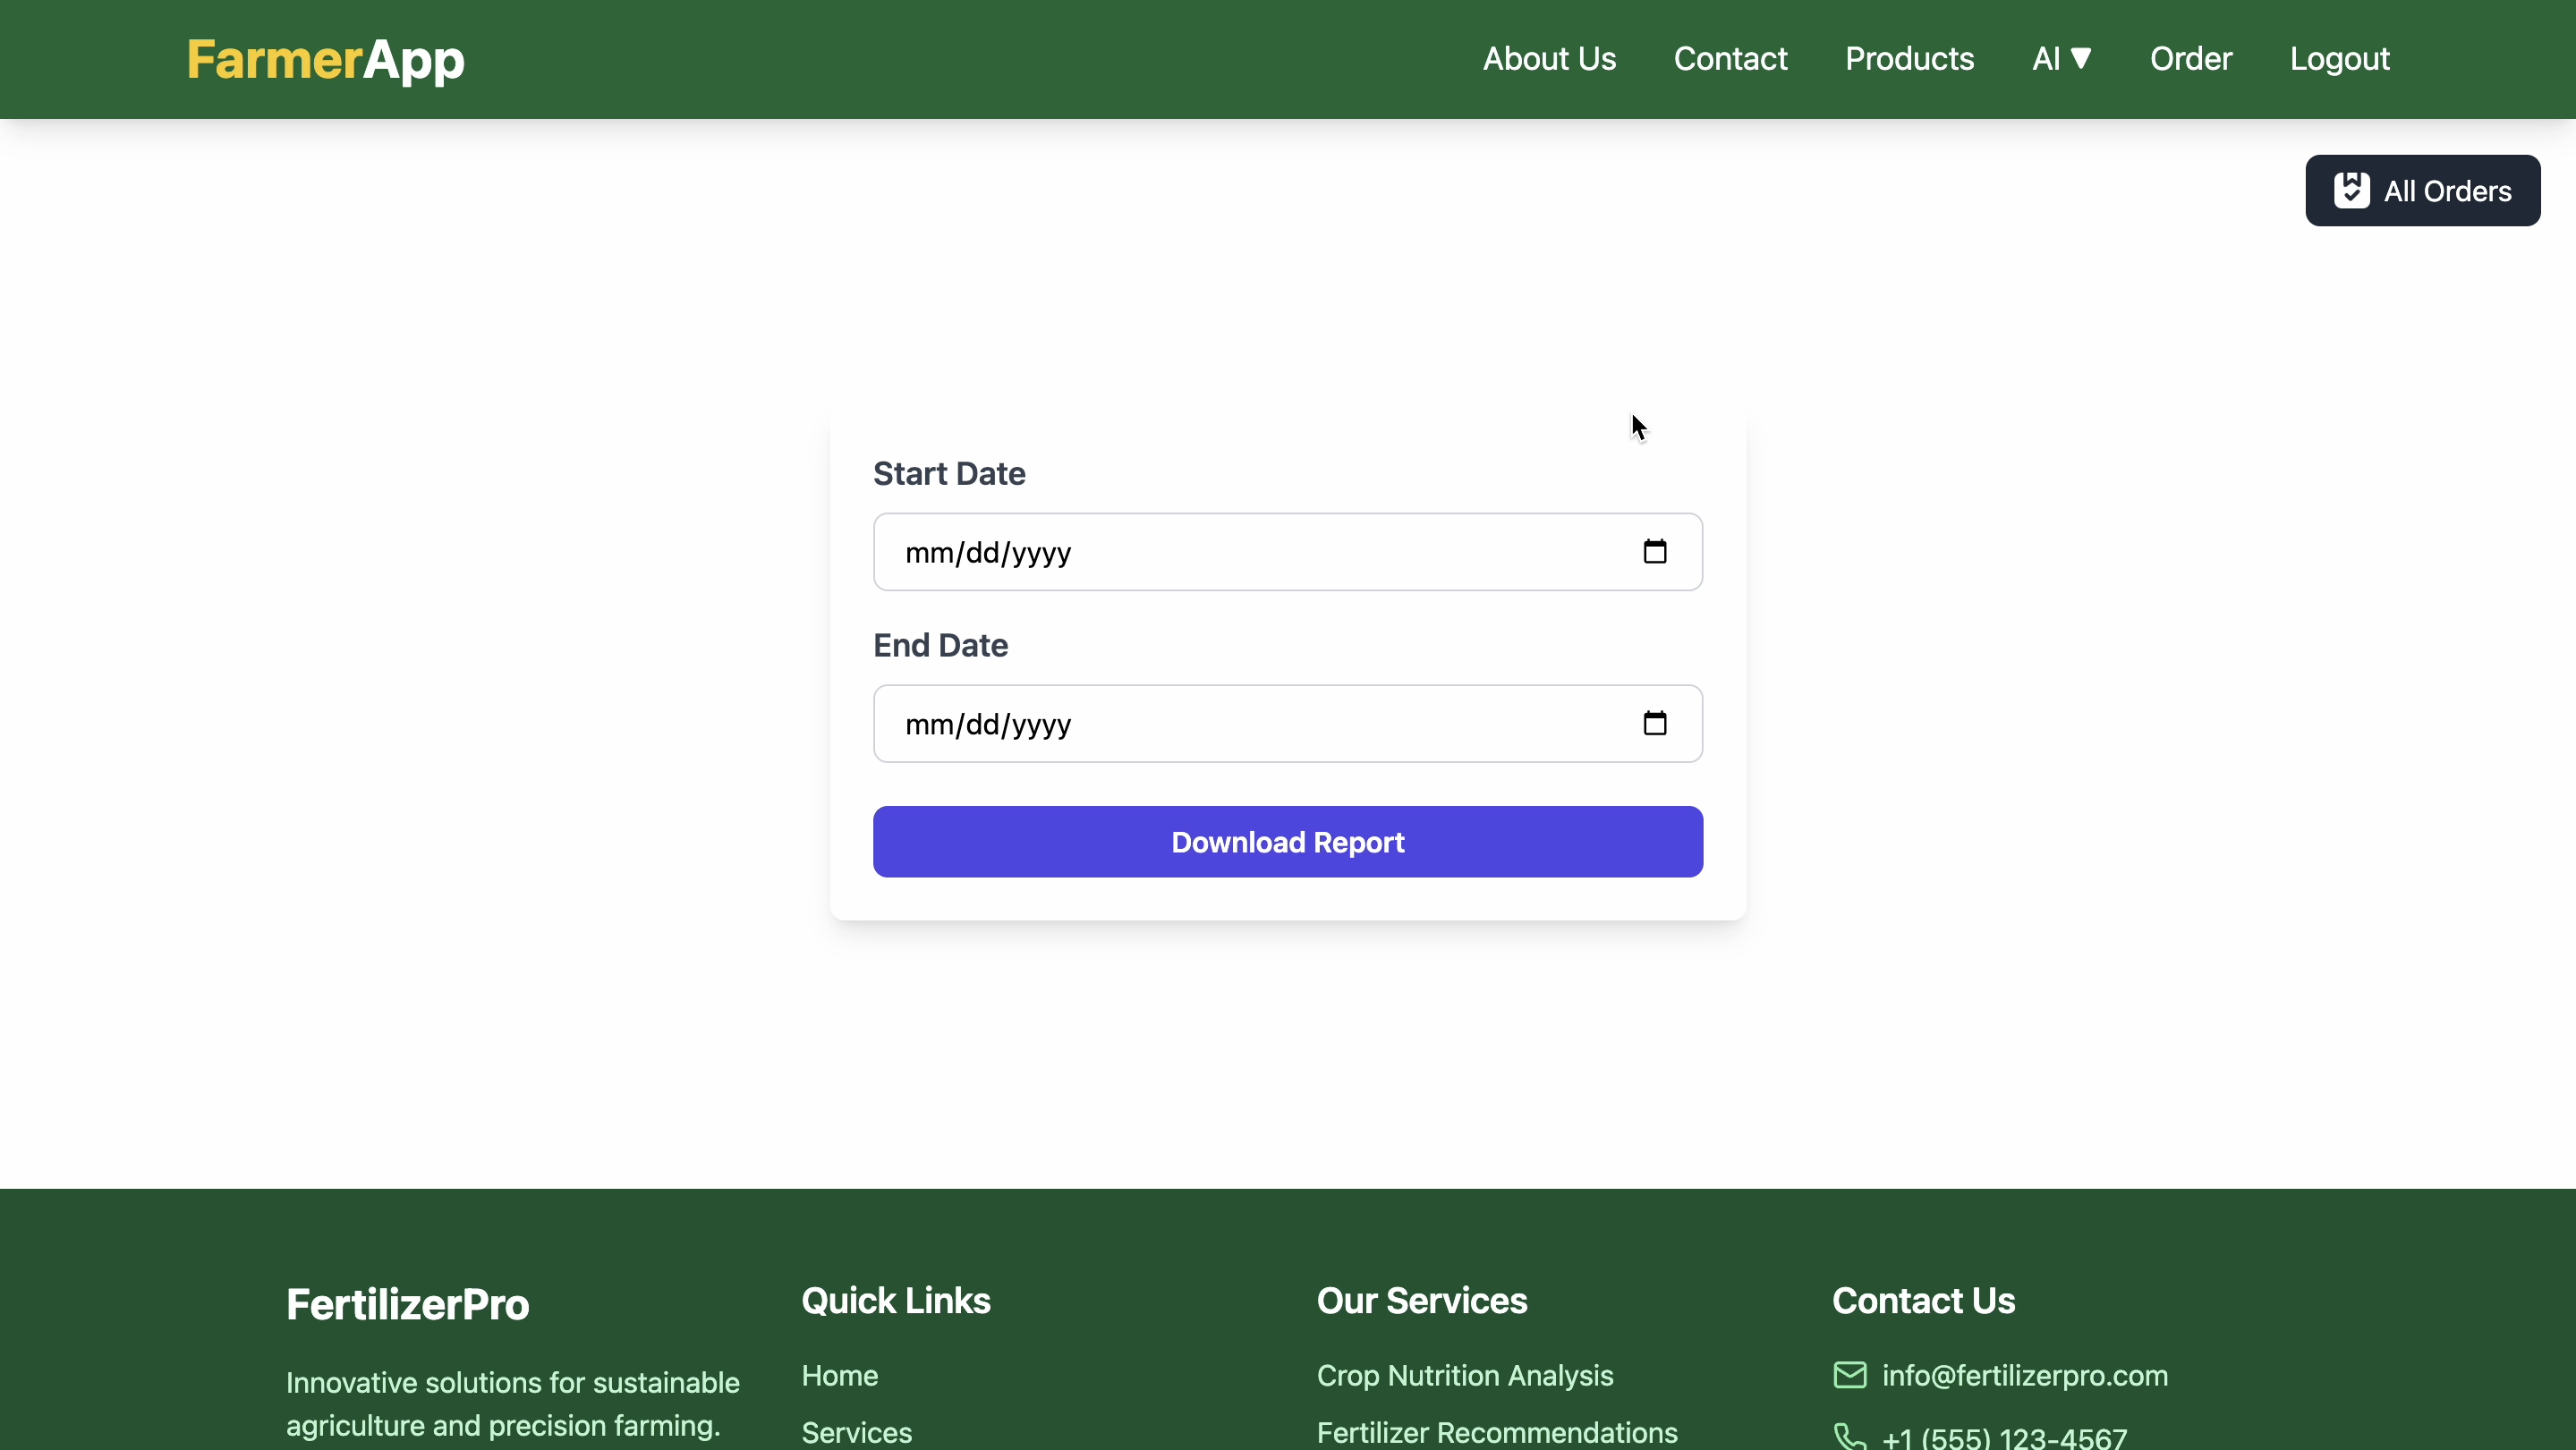 FarmerApp
About Us
Contact
Products
AI ▼
Order
Logout
All Orders
Start Date
mm/dd/yyyy
End Date
mm/dd/yyyy
Download Report
FertilizerPro
Innovative solutions for sustainable
agriculture and precision farming.
Quick Links
Home
Services
Our Services
Crop Nutrition Analysis
Fertilizer Recommendations
Contact Us
info@fertilizerpro.com
+1 (555) 123-4567